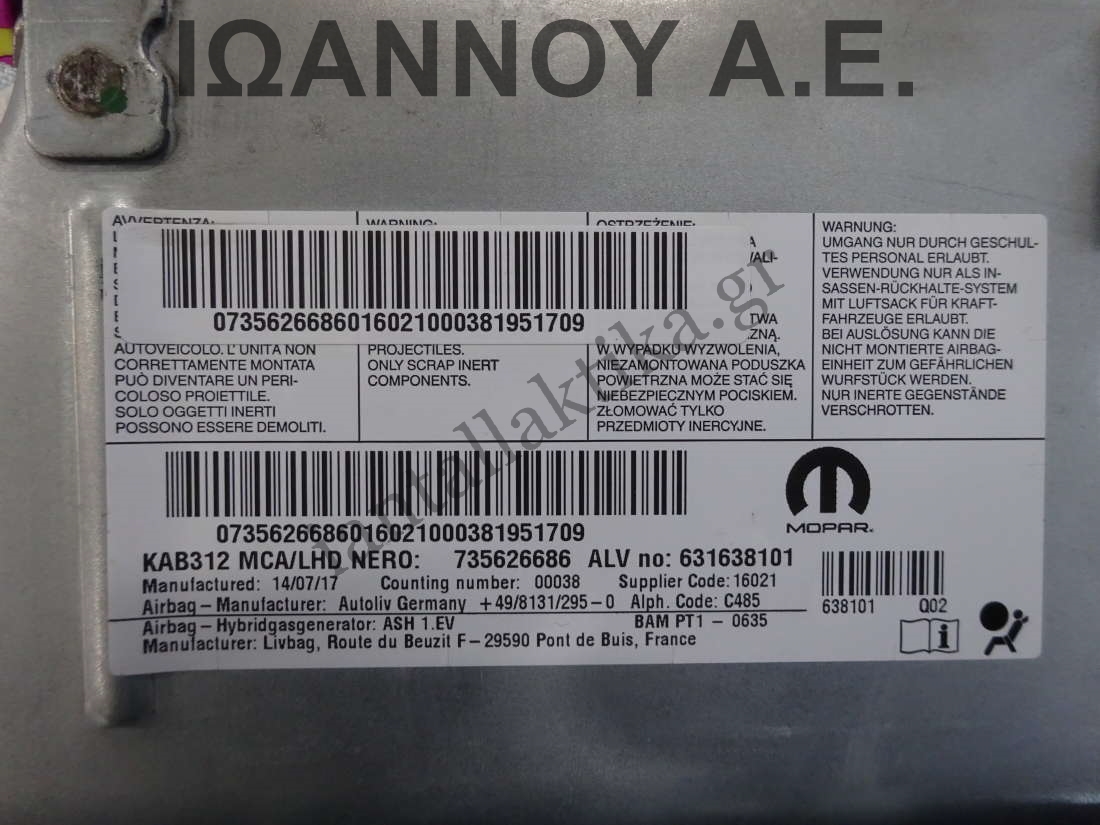 ΙΩΑΝΝΟΥ Α.Ε.
AVVERTENZA:
AUTOVEICOLO. L' UNITA NON
CORRETTAMENTE MONTATA
PUÒ DIVENTARE UN PERI-
COLOSO PROIETTILE.
SOLO OGGETTI INERTI
POSSONO ESSERE DEMOLITI.
WARNING:
PROJECTILES.
ONLY SCRAP INERT
COMPONENTS.
OSTRZEŻENIE:
W WYPADKU WYZWOLENIA,
NIEZAMONTOWANA PODUSZKA
POWIETRZNA MOŻE STAĆ SIĘ
NIEBEZPIECZNYM POCISKIEM.
ZŁOMOWAĆ TYLKO
PRZEDMIOTY INERCYJNE.
WARNUNG:
UMGANG NUR DURCH GESCHUL-
TES PERSONAL ERLAUBT.
VERWENDUNG NUR ALS IN-
SASSEN-RÜCKHALTE-SYSTEM
MIT LUFTSACK FÜR KRAFT-
FAHRZEUGE ERLAUBT.
BEI AUSLÖSUNG KANN DIE
NICHT MONTIERTE AIRBAG-
EINHEIT ZUM GEFÄHRLICHEN
WURFSTÜCK WERDEN.
NUR INERTE GEGENSTÄNDE
VERSCHROTTEN.
07356266860160210003819517​09
iantallaktika.gr
07356266860160210003819517​09
MOPAR.
KAB312 MCA/LHD NERO: 735626686 ALV no: 631638101
Manufactured: 14/07/17 Counting number: 00038 Supplier Code: 16021
Airbag – Manufacturer: Autoliv Germany +49/8131/295-0 Alph. Code: C485
Airbag – Hybridgasgenerator: ASH 1.EV BAM PT1 – 0635
Manufacturer: Livbag, Route du Beuzit F – 29590 Pont de Buis, France
638101 Q02